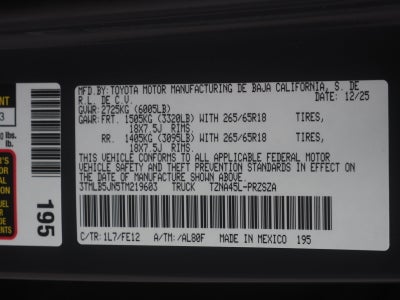 MFD.BY:TOYOTA MOTOR MANUFACTURING DE BAJA CALIFORNIA, S. DE
R.L. DE C.V. DATE: 12/25
GVWR: 2725KG (6005LB)
GAWR:FRT. 1505KG (3320LB) WITH 265/65R18 TIRES,
18X7.5J RIMS.
RR. 1405KG (3095LB) WITH 265/65R18 TIRES,
18X7.5J RIMS.
THIS VEHICLE CONFORMS TO ALL APPLICABLE FEDERAL MOTOR
VEHICLE SAFETY AND THEFT PREVENTION STANDARDS IN EFFECT ON
THE DATE OF MANUFACTURE SHOWN ABOVE.
3TMLB5JN5TM219603 TRUCK TZNA45L-PRZSZA
C/TR:1L7/FE12 A/TM:/AL80F MADE IN MEXICO 195
195